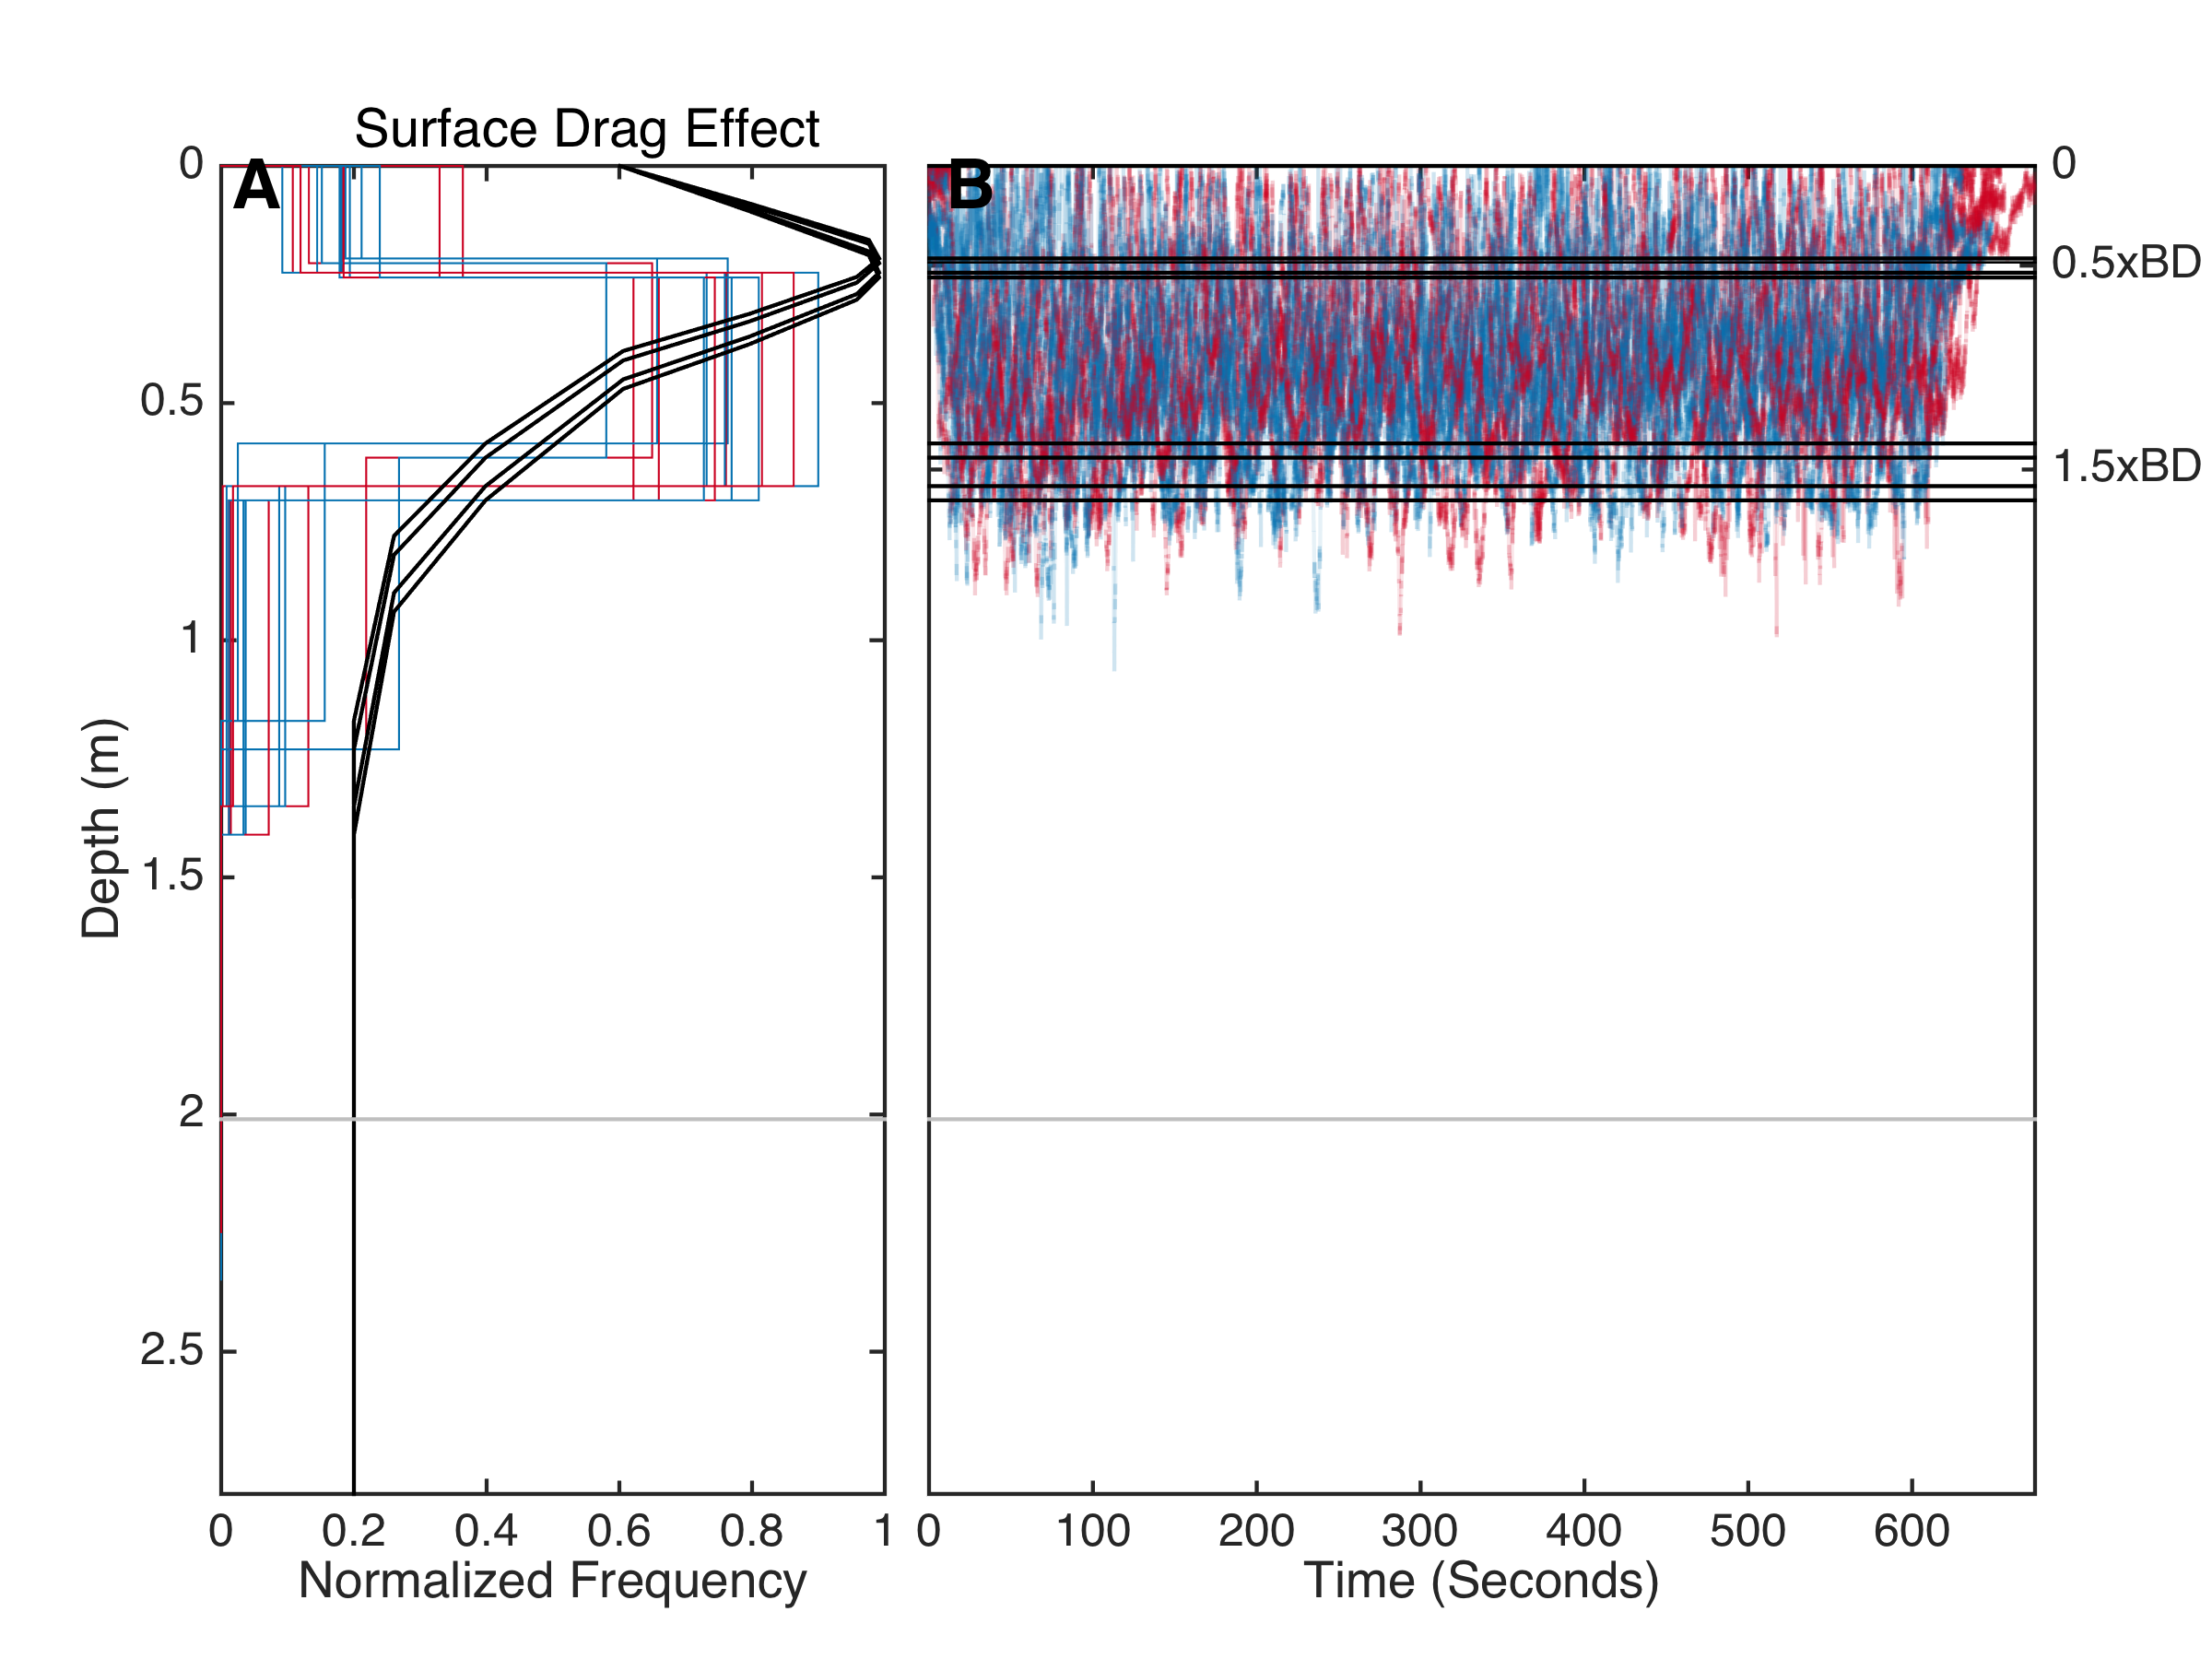 Surface Drag Effect
A
B
0
0.5
1
1.5
2
2.5
Depth (m)
0
0.5xBD
1.5xBD
0 0.2 0.4 0.6 0.8 1
Normalized Frequency
0 100 200 300 400 500 600
Time (Seconds)